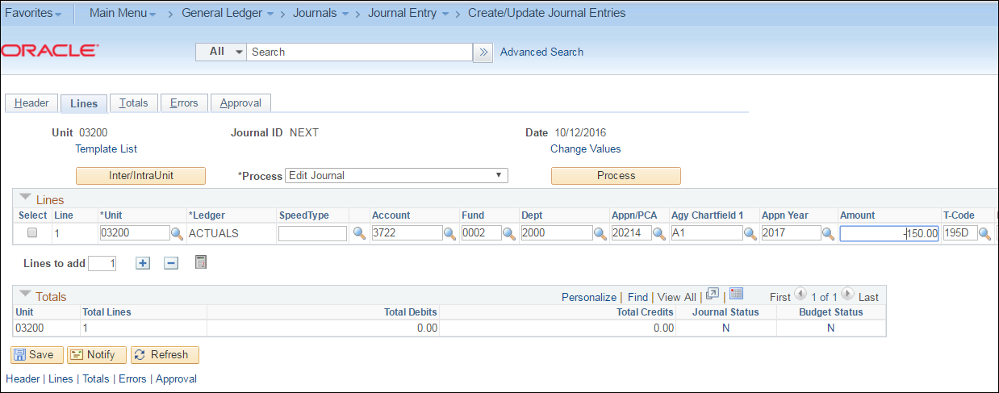 Favorites Main Menu > General Ledger > Journals > Journal Entry > Create/Update Journal Entries
ORACLE
All Search » Advanced Search
Header Lines Totals Errors Approval
Unit 03200 Journal ID NEXT Date 10/12/2016
Template List Change Values
Inter/IntraUnit *Process Edit Journal Process
Lines
Select Line *Unit *Ledger SpeedType Account Fund Dept Appn/PCA Agy Chartfield 1 Appn Year Amount T-Code
1 03200 ACTUALS 3722 0002 2000 20214 A1 2017 -150.00 195D
Lines to add 1 + -
Totals Personalize | Find | View All | | First 1 of 1 Last
Unit Total Lines Total Debits Total Credits Journal Status Budget Status
03200 1 0.00 0.00 N N
Save Notify Refresh
Header | Lines | Totals | Errors | Approval